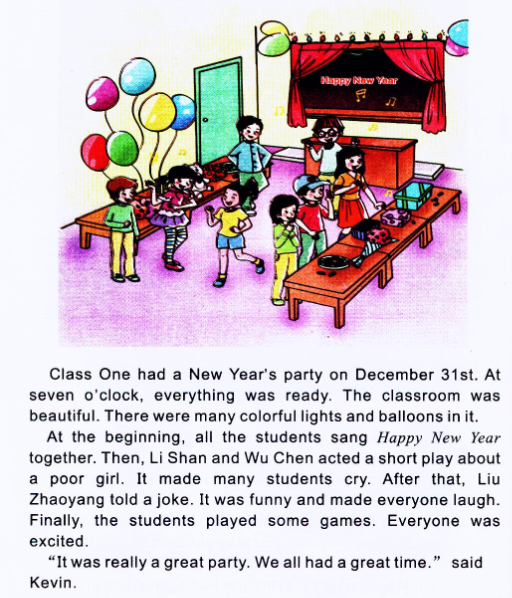 Happy New Year
Class One had a New Year's party on December 31st. At
seven o'clock, everything was ready. The classroom was
beautiful. There were many colorful lights and balloons in it.
At the beginning, all the students sang Happy New Year
together. Then, Li Shan and Wu Chen acted a short play about
a poor girl. It made many students cry. After that, Liu
Zhaoyang told a joke. It was funny and made everyone laugh.
Finally, the students played some games. Everyone was
excited.
“It was really a great party. We all had a great time.” said
Kevin.